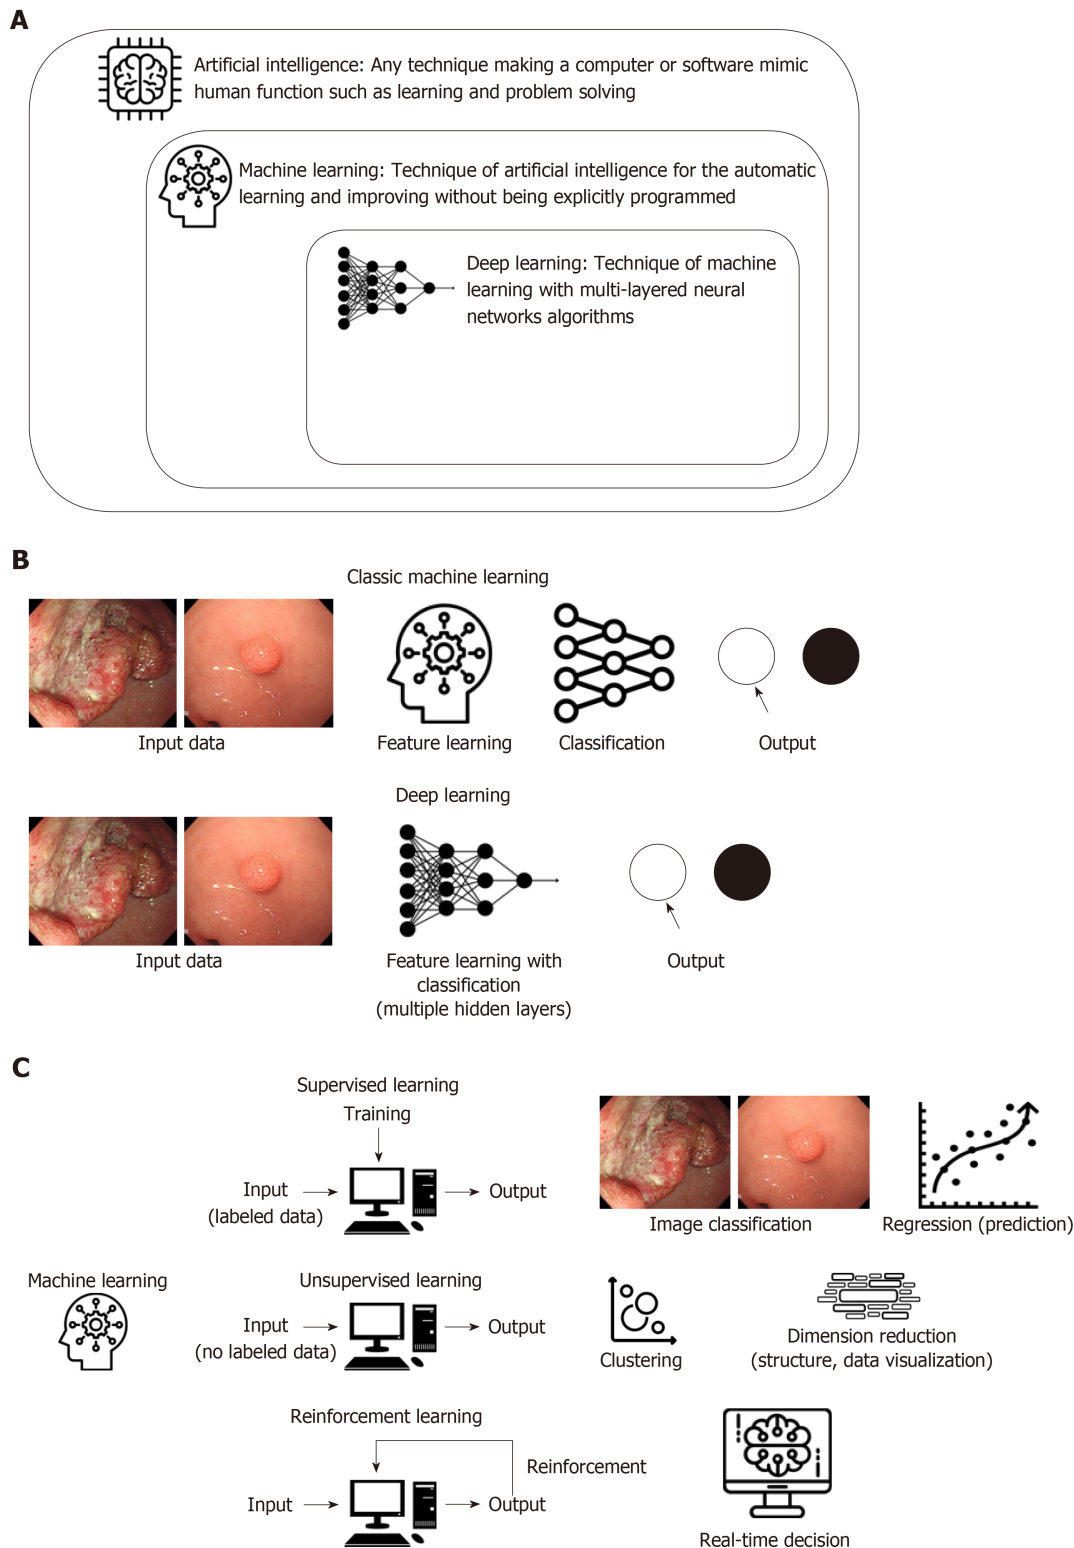 A
Artificial intelligence: Any technique making a computer or software mimic
human function such as learning and problem solving
Machine learning: Technique of artificial intelligence for the automatic
learning and improving without being explicitly programmed
Deep learning: Technique of machine
learning with multi-layered neural
networks algorithms
B
Classic machine learning
Input data
Feature learning
Classification
Output
Deep learning
Input data
Feature learning with
classification
(multiple hidden layers)
Output
C
Supervised learning
Training
Input
(labeled data)
Output
Image classification
Regression (prediction)
Machine learning
Unsupervised learning
Input
(no labeled data)
Output
Clustering
Dimension reduction
(structure, data visualization)
Reinforcement learning
Reinforcement
Input
Output
Real-time decision